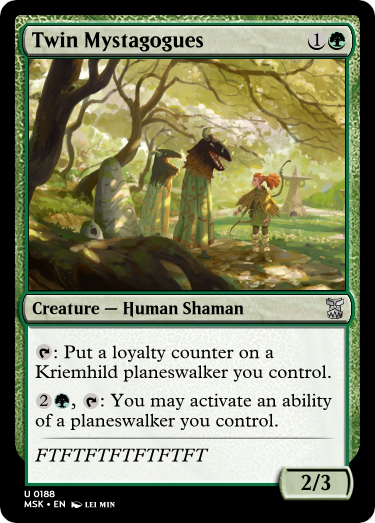 Twin Mystagogues 1
Creature — Human Shaman
: Put a loyalty counter on a
Kriemhild planeswalker you control.
2 , : You may activate an ability
of a planeswalker you control.
FTFTFTFTFTFTFT
2/3
U 0188
MSK • EN LEI MIN